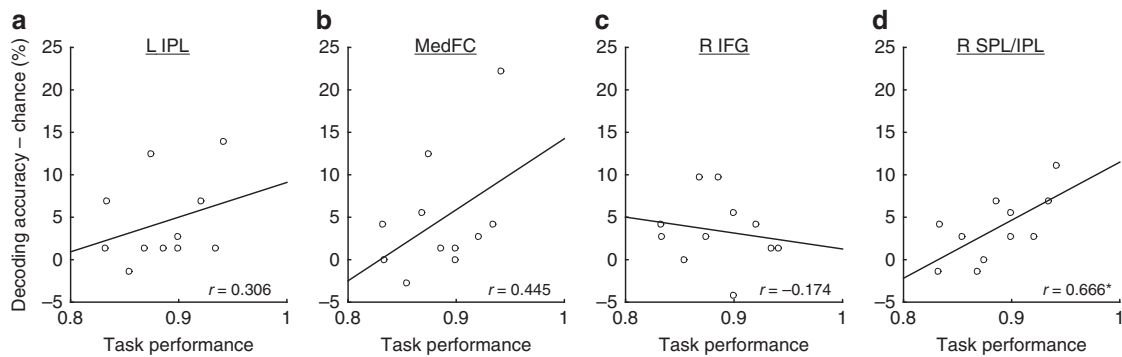 a
L IPL
Decoding accuracy – chance (%)
25
20
15
10
5
0
–5
0.8
0.9
1
r = 0.306
Task performance
b
MedFC
25
20
15
10
5
0
–5
0.8
0.9
1
r = 0.445
Task performance
c
R IFG
25
20
15
10
5
0
–5
0.8
0.9
1
r = –0.174
Task performance
d
R SPL/IPL
25
20
15
10
5
0
–5
0.8
0.9
1
r = 0.666*
Task performance